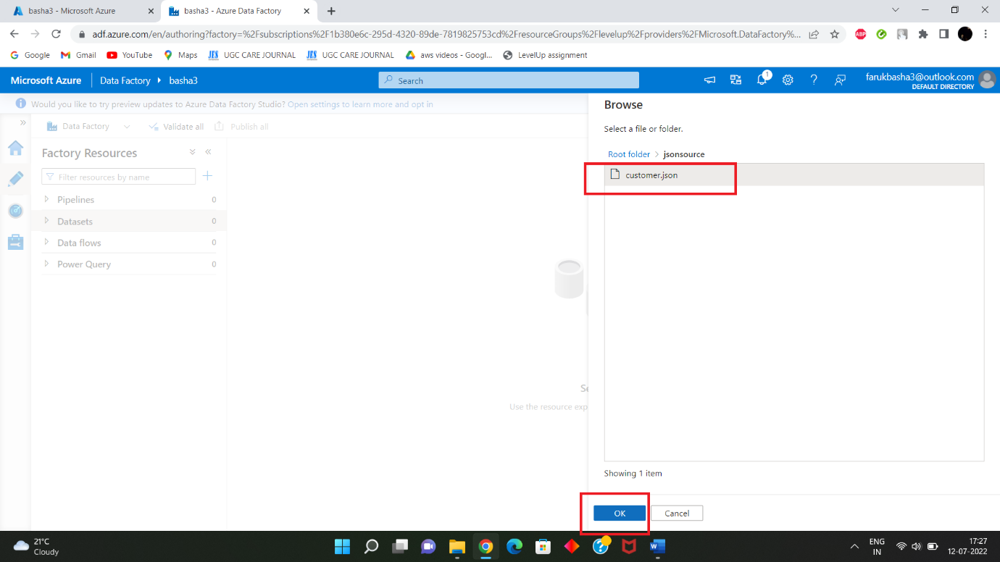 basha3 - Microsoft Azure
basha3 - Azure Data Factory
adf.azure.com/en/authoring?factory=%2Fsubscriptions%2F1b380e6c-295d-4320-89de-7819825753cd%2FresourceGroups%2Flevelup%2Fproviders%2FMicrosoft.DataFactory%...
ABP
Google
Gmail
YouTube
Maps
JES UGC CARE JOURNAL
JES UGC CARE JOURNAL
aws videos - Googl...
LevelUp assignment
Microsoft Azure
Data Factory
basha3
Search
1
farukbasha3@outlook.com
DEFAULT DIRECTORY
Would you like to try preview updates to Azure Data Factory Studio? Open settings to learn more and opt in
Data Factory
Validate all
Publish all
Factory Resources
Filter resources by name
Pipelines 0
Datasets 0
Data flows 0
Power Query 0
Se
Use the resource exp
Browse
Select a file or folder.
Root folder > jsonsource
customer.json
Showing 1 item
OK
Cancel
21°C
Cloudy
ENG
IN
17:27
12-07-2022